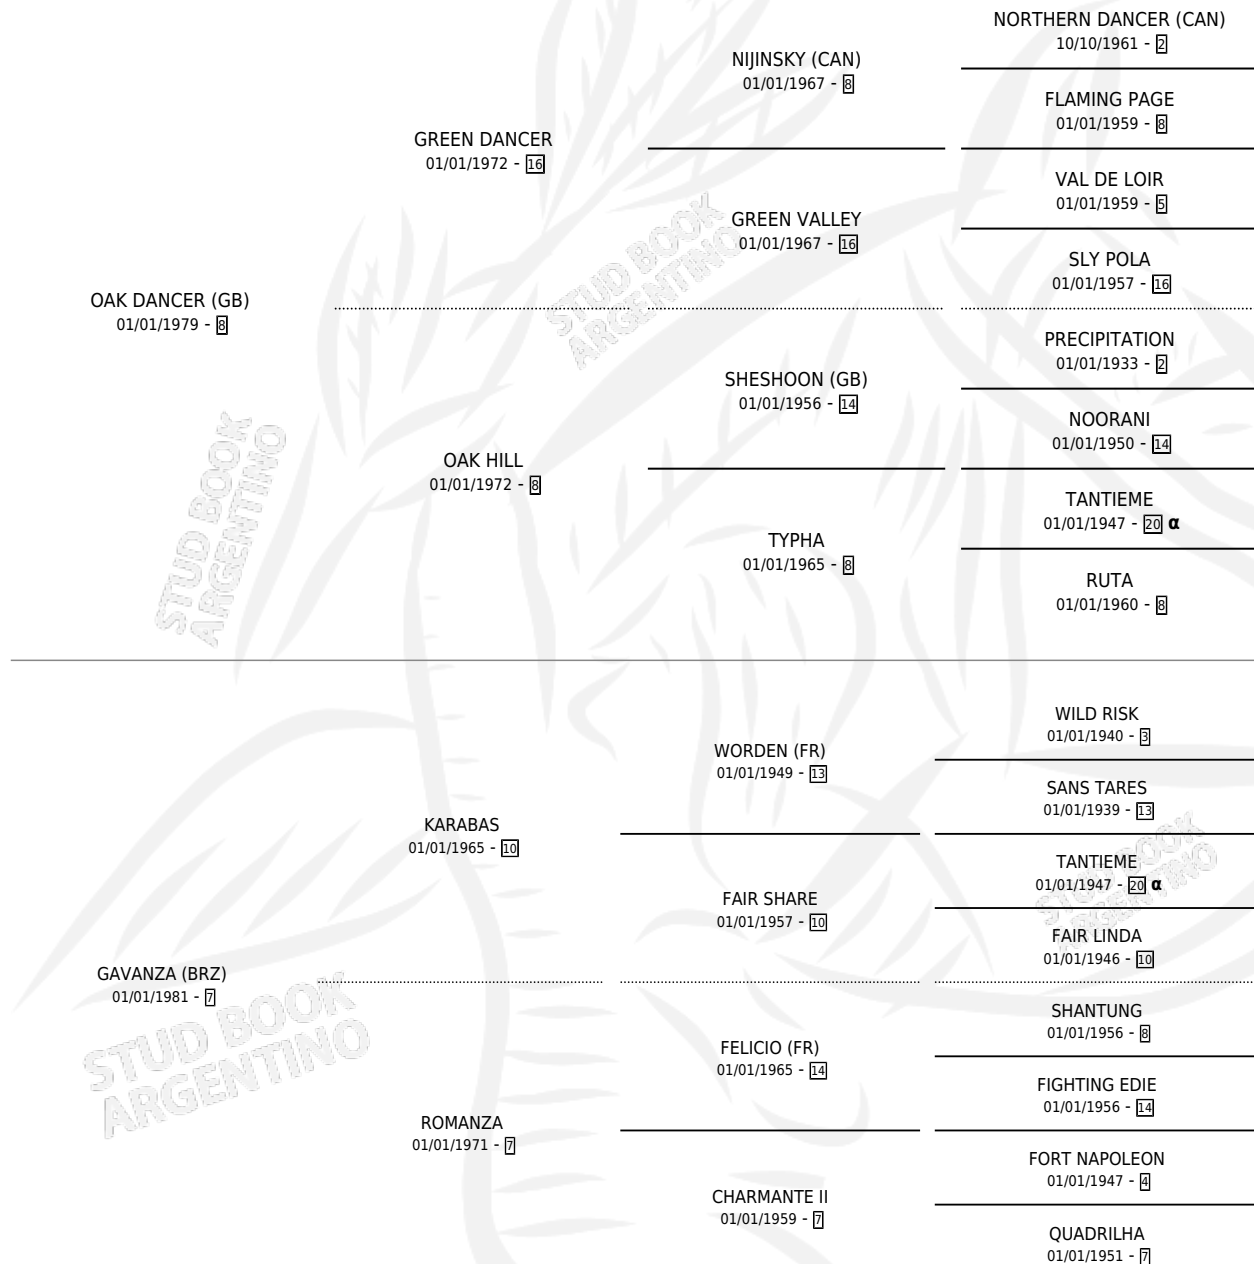 NORTHERN DANCER (CAN)
10/10/1961 - 2
NIJINSKY (CAN)
01/01/1967 - 8
FLAMING PAGE
01/01/1959 - 8
GREEN DANCER
01/01/1972 - 16
VAL DE LOIR
01/01/1959 - 5
GREEN VALLEY
01/01/1967 - 16
SLY POLA
01/01/1957 - 16
OAK DANCER (GB)
01/01/1979 - 8
STUD BOOK
ARGENTINO
PRECIPITATION
01/01/1933 - 2
SHESHOON (GB)
01/01/1956 - 14
NOORANI
01/01/1950 - 14
OAK HILL
01/01/1972 - 8
TANTIEME
01/01/1947 - 20 α
TYPHA
01/01/1965 - 8
RUTA
01/01/1960 - 8
STUD BOOK
ARGENTINO
WILD RISK
01/01/1940 - 3
WORDEN (FR)
01/01/1949 - 13
SANS TARES
01/01/1939 - 13
KARABAS
01/01/1965 - 10
TANTIEME
01/01/1947 - 20 α
FAIR SHARE
01/01/1957 - 10
FAIR LINDA
01/01/1946 - 10
STUD BOOK
ARGENTINO
GAVANZA (BRZ)
01/01/1981 - 7
STUD BOOK
ARGENTINO
SHANTUNG
01/01/1956 - 8
FELICIO (FR)
01/01/1965 - 14
FIGHTING EDIE
01/01/1956 - 14
ROMANZA
01/01/1971 - 7
FORT NAPOLEON
01/01/1947 - 4
CHARMANTE II
01/01/1959 - 7
QUADRILHA
01/01/1951 - 7